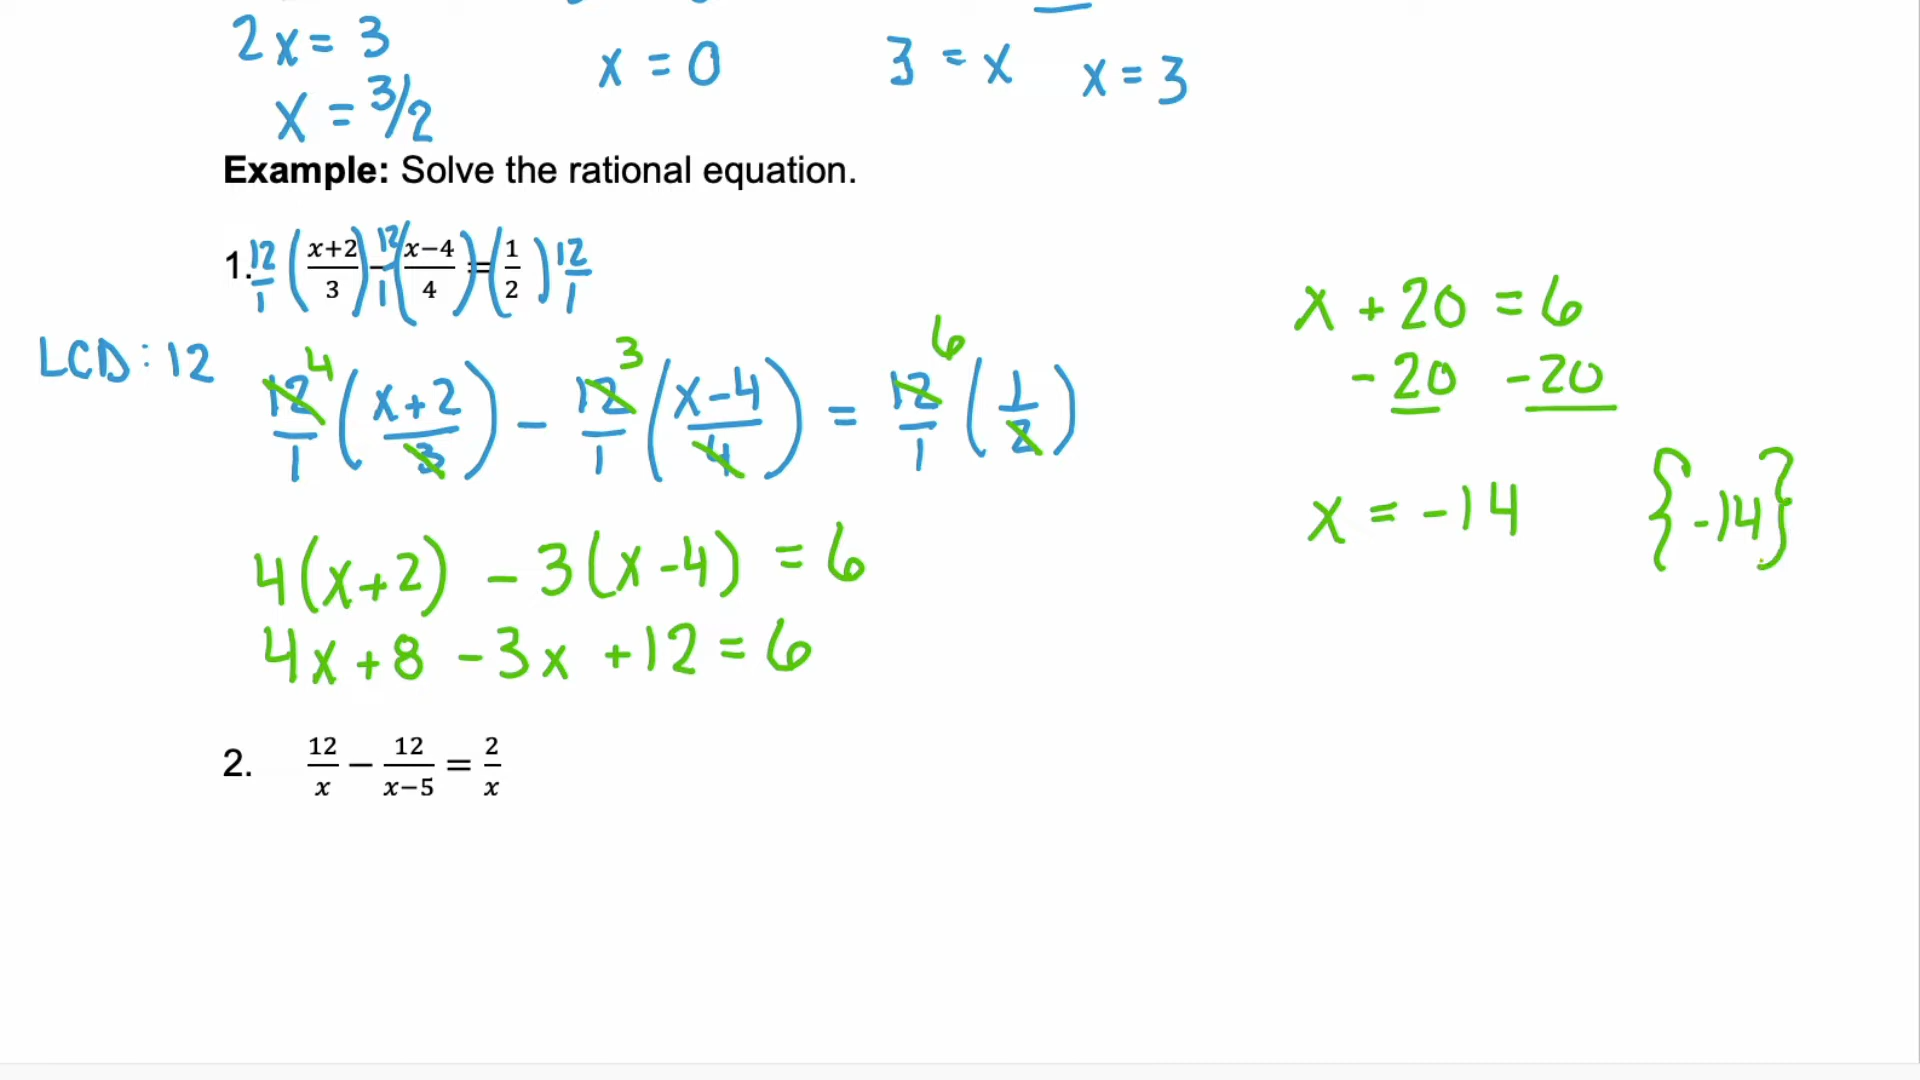 2x = 3
x = 3/2
x = 0
3 = x
x = 3
Example: Solve the rational equation.
1. 12/1 (x+2/3) − 12/1 (x−4/4) = (1/2) 12/1
LCD: 12
12/1 4 (x+2/3) − 12/1 3 (x-4/4) = 12/1 6 (1/2)
4(x+2) - 3(x-4) = 6
4x + 8 - 3x + 12 = 6
x + 20 = 6
- 20 - 20
x = -14 {-14}
2. 12/x − 12/x−5 = 2/x